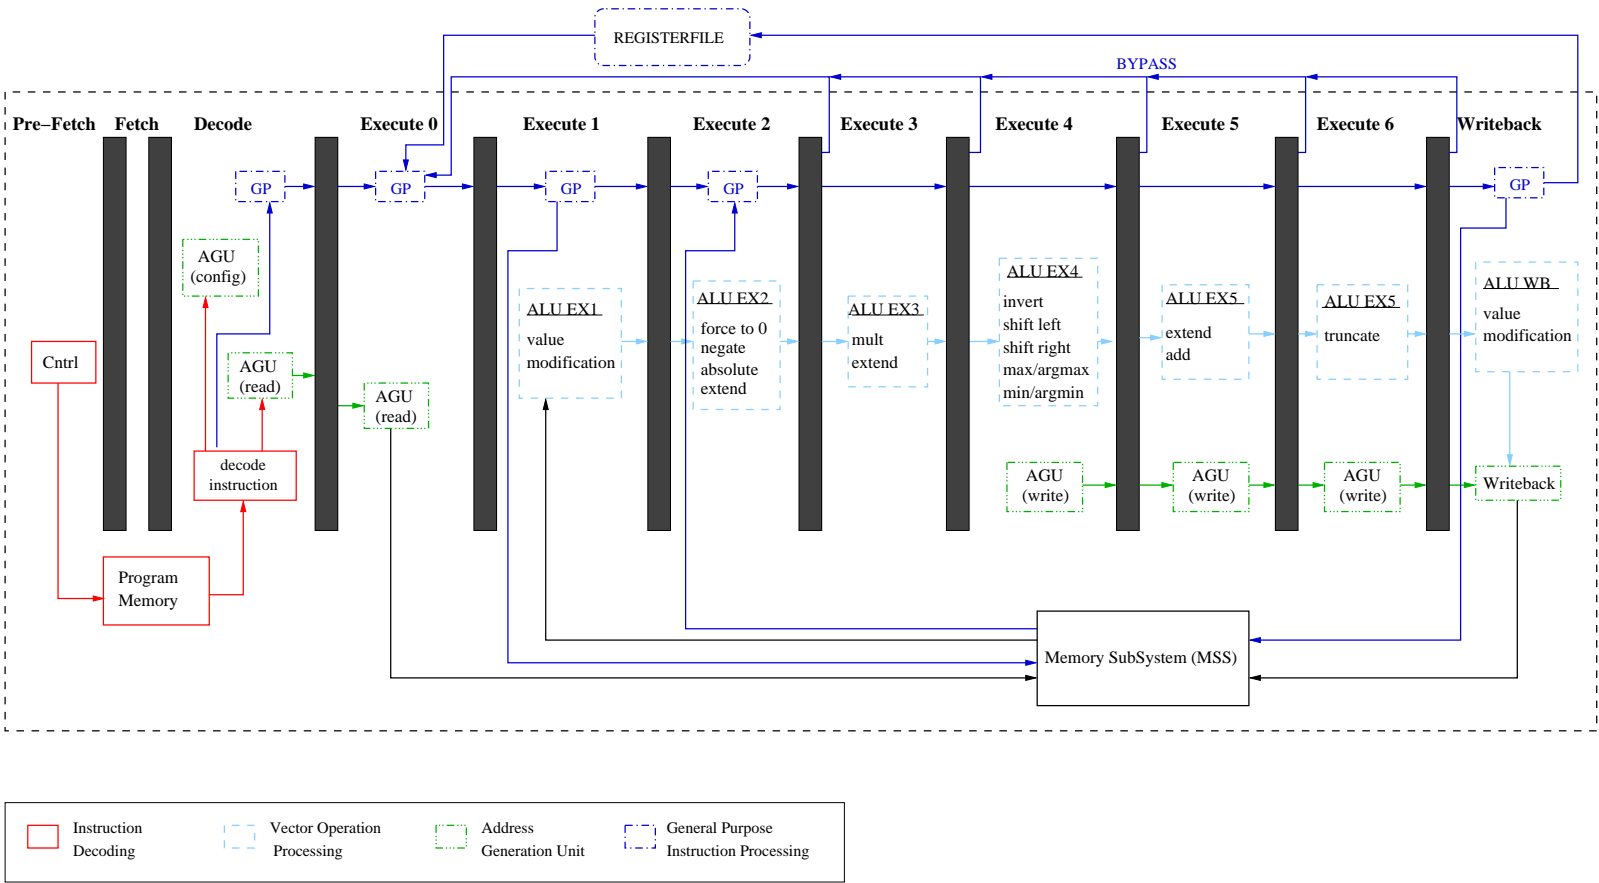 REGISTERFILE
BYPASS
Pre−Fetch
Fetch
Decode
Execute 0
Execute 1
Execute 2
Execute 3
Execute 4
Execute 5
Execute 6
Writeback
GP
GP
GP
GP
GP
AGU
(config)
Cntrl
AGU
(read)
AGU
(read)
decode
instruction
Program
Memory
ALU EX1
value
modification
ALU EX2
force to 0
negate
absolute
extend
ALU EX3
mult
extend
ALU EX4
invert
shift left
shift right
max/argmax
min/argmin
ALU EX5
extend
add
ALU EX5
truncate
ALU WB
value
modification
AGU
(write)
AGU
(write)
AGU
(write)
Writeback
Memory SubSystem (MSS)
Instruction
Decoding
Vector Operation
Processing
Address
Generation Unit
General Purpose
Instruction Processing